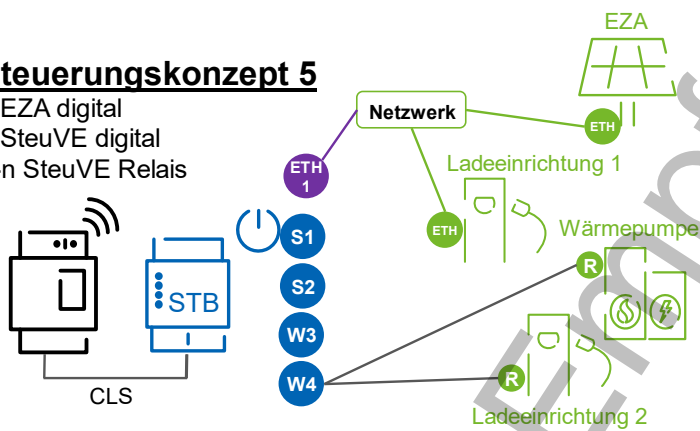 EZA
teuerungskonzept 5
EZA digital
SteuVE digital
n SteuVE Relais
Netzwerk
ETH
ETH
1
Ladeeinrichtung 1
ETH
S1
Wärmepumpe
R
S2
STB
W3
W4
R
CLS
Ladeeinrichtung 2
Empf